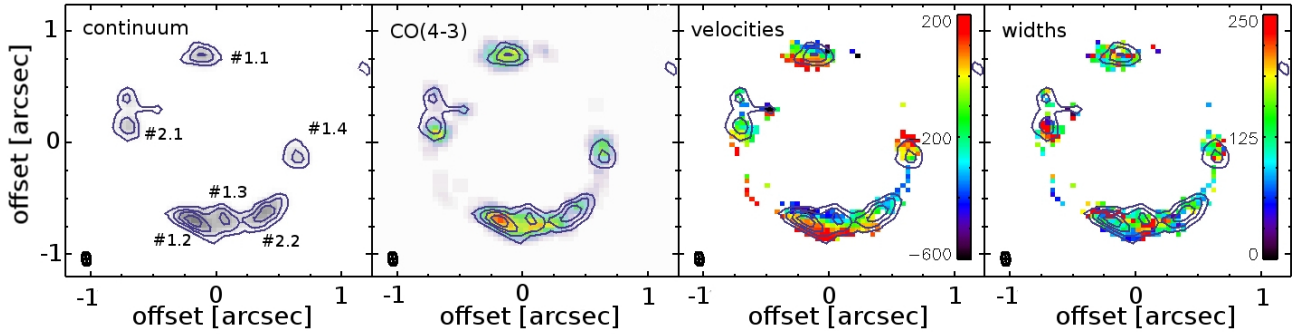 continuum
CO(4-3)
velocities
widths
#1.1
#2.1
#1.4
#1.3
#1.2
#2.2
1
0
-1
offset [arcsec]
200
200
−600
250
125
0
-1 0 1
-1 0 1
-1 0 1
-1 0 1
offset [arcsec]
offset [arcsec]
offset [arcsec]
offset [arcsec]